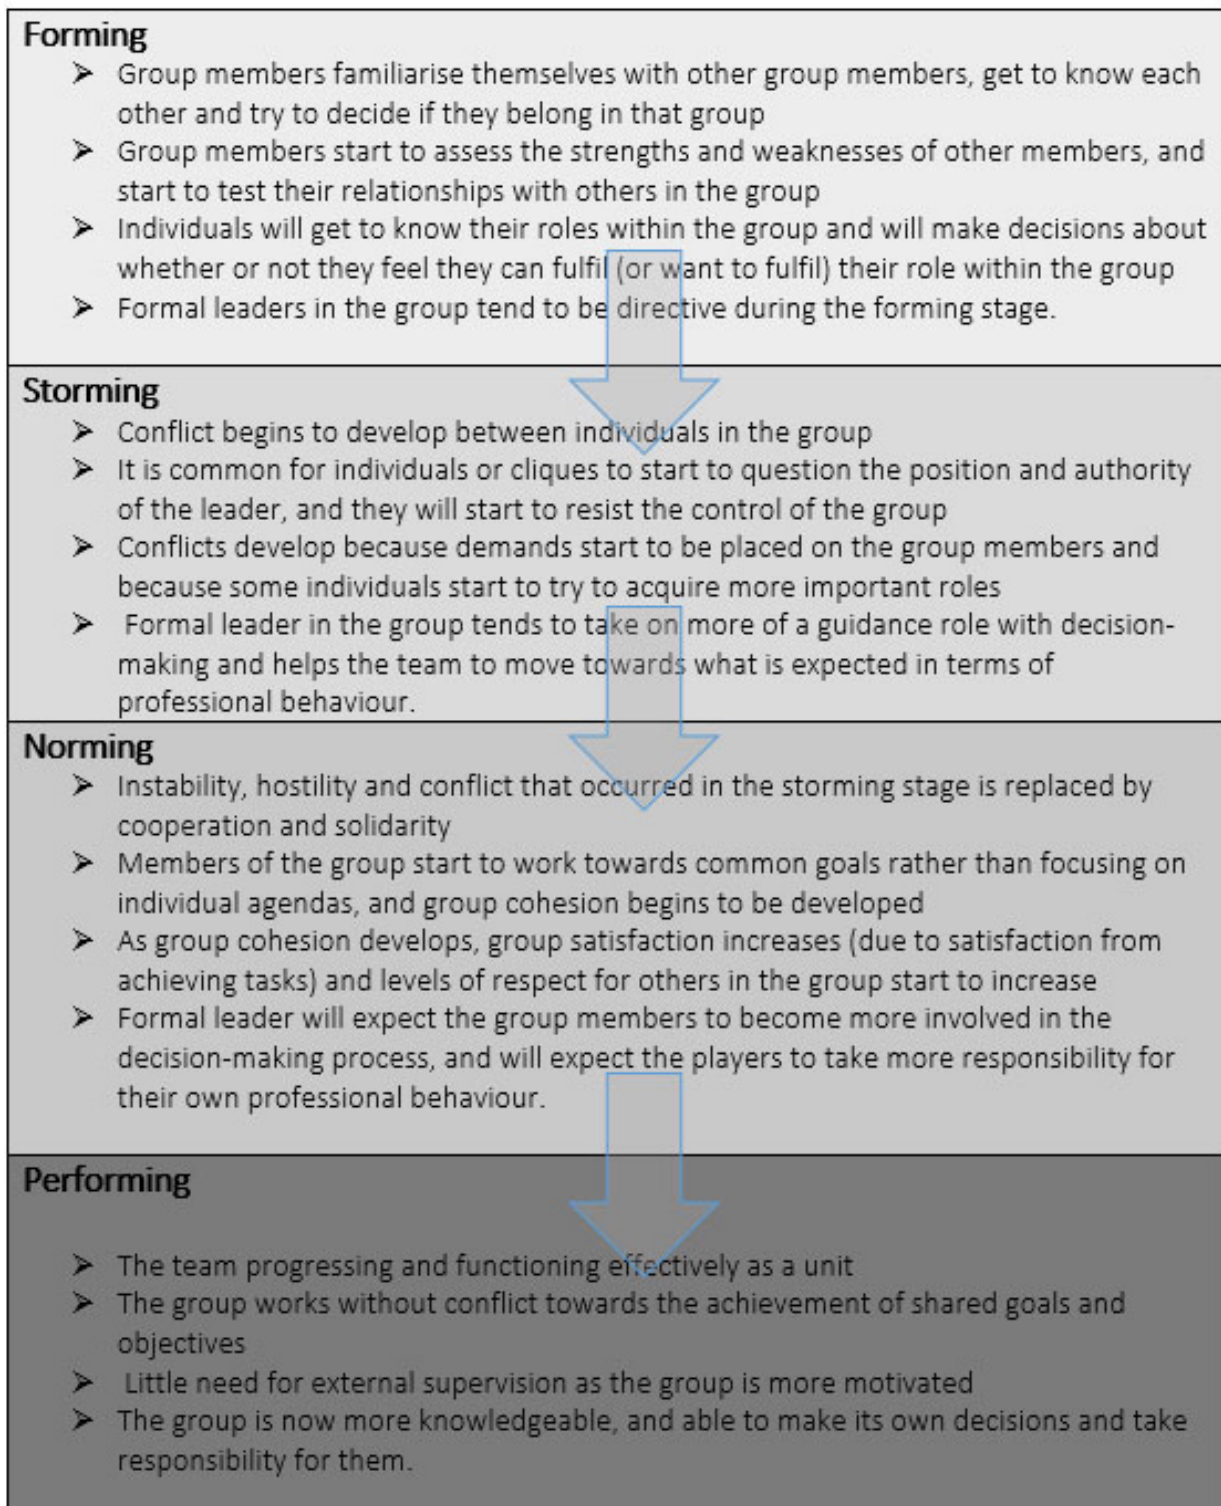 Forming
➤ Group members familiarise themselves with other group members, get to know each
other and try to decide if they belong in that group
➤ Group members start to assess the strengths and weaknesses of other members, and
start to test their relationships with others in the group
➤ Individuals will get to know their roles within the group and will make decisions about
whether or not they feel they can fulfil (or want to fulfil) their role within the group
➤ Formal leaders in the group tend to be directive during the forming stage.
Storming
➤ Conflict begins to develop between individuals in the group
➤ It is common for individuals or cliques to start to question the position and authority
of the leader, and they will start to resist the control of the group
➤ Conflicts develop because demands start to be placed on the group members and
because some individuals start to try to acquire more important roles
➤ Formal leader in the group tends to take on more of a guidance role with decision-
making and helps the team to move towards what is expected in terms of
professional behaviour.
Norming
➤ Instability, hostility and conflict that occurred in the storming stage is replaced by
cooperation and solidarity
➤ Members of the group start to work towards common goals rather than focusing on
individual agendas, and group cohesion begins to be developed
➤ As group cohesion develops, group satisfaction increases (due to satisfaction from
achieving tasks) and levels of respect for others in the group start to increase
➤ Formal leader will expect the group members to become more involved in the
decision-making process, and will expect the players to take more responsibility for
their own professional behaviour.
Performing
➤ The team progressing and functioning effectively as a unit
➤ The group works without conflict towards the achievement of shared goals and
objectives
➤ Little need for external supervision as the group is more motivated
➤ The group is now more knowledgeable, and able to make its own decisions and take
responsibility for them.